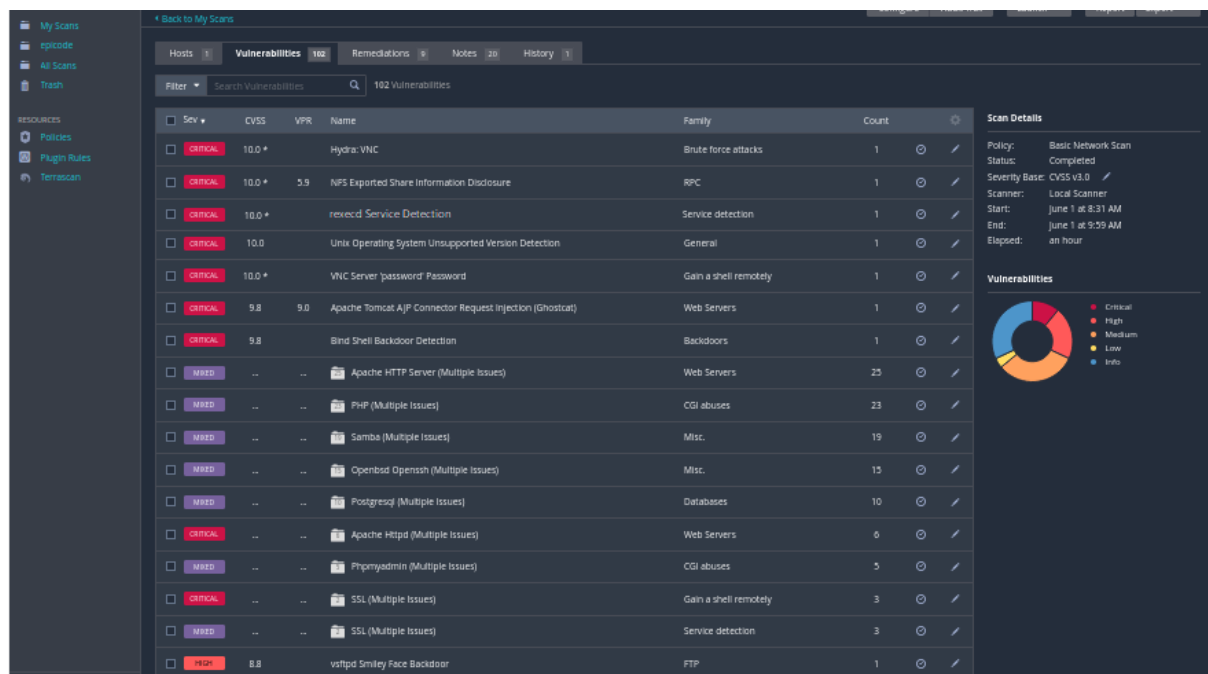 My Scans
epicode
All Scans
Trash
RESOURCES
Policies
Plugin Rules
Terrascan
Back to My Scans
Hosts 1 Vulnerabilities 102 Remediations 9 Notes 20 History 1
Filter Search Vulnerabilities 102 Vulnerabilities
Sev CVSS VPR Name Family Count
CRITICAL 10.0 * Hydra: VNC Brute force attacks 1
CRITICAL 10.0 * 5.9 NFS Exported Share Information Disclosure RPC 1
CRITICAL 10.0 * rexecd Service Detection Service detection 1
CRITICAL 10.0 Unix Operating System Unsupported Version Detection General 1
CRITICAL 10.0 * VNC Server 'password' Password Gain a shell remotely 1
CRITICAL 9.8 9.0 Apache Tomcat AJP Connector Request Injection (Ghostcat) Web Servers 1
CRITICAL 9.8 Bind Shell Backdoor Detection Backdoors 1
MIXED ... ... Apache HTTP Server (Multiple Issues) Web Servers 25
MIXED ... ... PHP (Multiple Issues) CGI abuses 23
MIXED ... ... Samba (Multiple Issues) Misc. 19
MIXED ... ... Openbsd Openssh (Multiple Issues) Misc. 15
MIXED ... ... Postgresql (Multiple Issues) Databases 10
CRITICAL ... ... Apache Httpd (Multiple Issues) Web Servers 6
MIXED ... ... Phpmyadmin (Multiple Issues) CGI abuses 5
CRITICAL ... ... SSL (Multiple Issues) Gain a shell remotely 3
MIXED ... ... SSL (Multiple Issues) Service detection 3
HIGH 8.8 vsftpd Smiley Face Backdoor FTP 1
Scan Details
Policy: Basic Network Scan
Status: Completed
Severity Base: CVSS v3.0
Scanner: Local Scanner
Start: June 1 at 8:31 AM
End: June 1 at 9:59 AM
Elapsed: an hour
Vulnerabilities
Critical
High
Medium
Low
Info